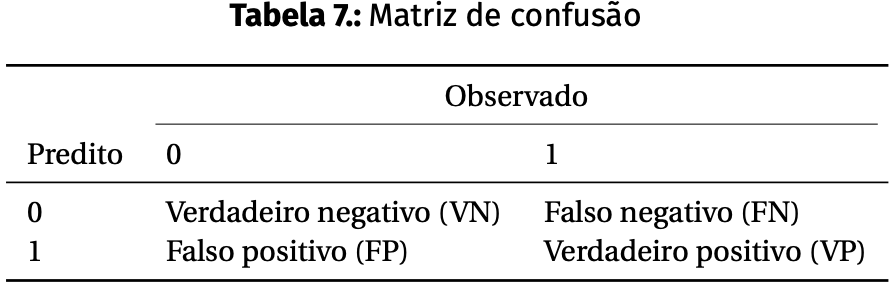 Tabela 7.: Matriz de confusão
Observado
Predito 0 1
0 Verdadeiro negativo (VN) Falso negativo (FN)
1 Falso positivo (FP) Verdadeiro positivo (VP)